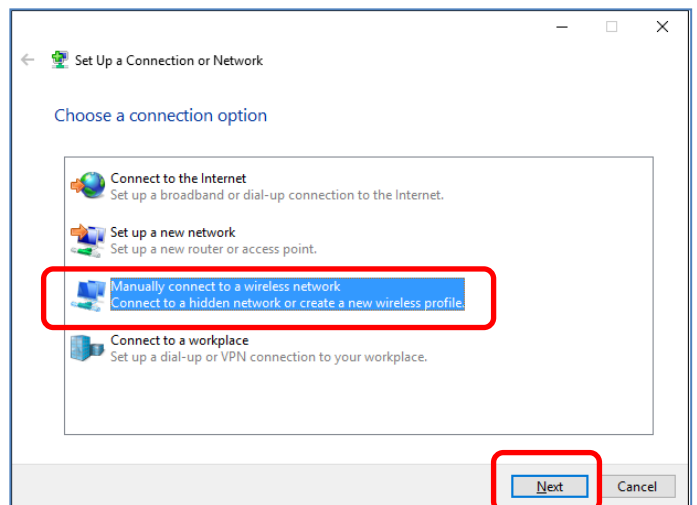 Set Up a Connection or Network
Choose a connection option
Connect to the Internet
Set up a broadband or dial-up connection to the Internet.
Set up a new network
Set up a new router or access point.
Manually connect to a wireless network
Connect to a hidden network or create a new wireless profile.
Connect to a workplace
Set up a dial-up or VPN connection to your workplace.
Next Cancel